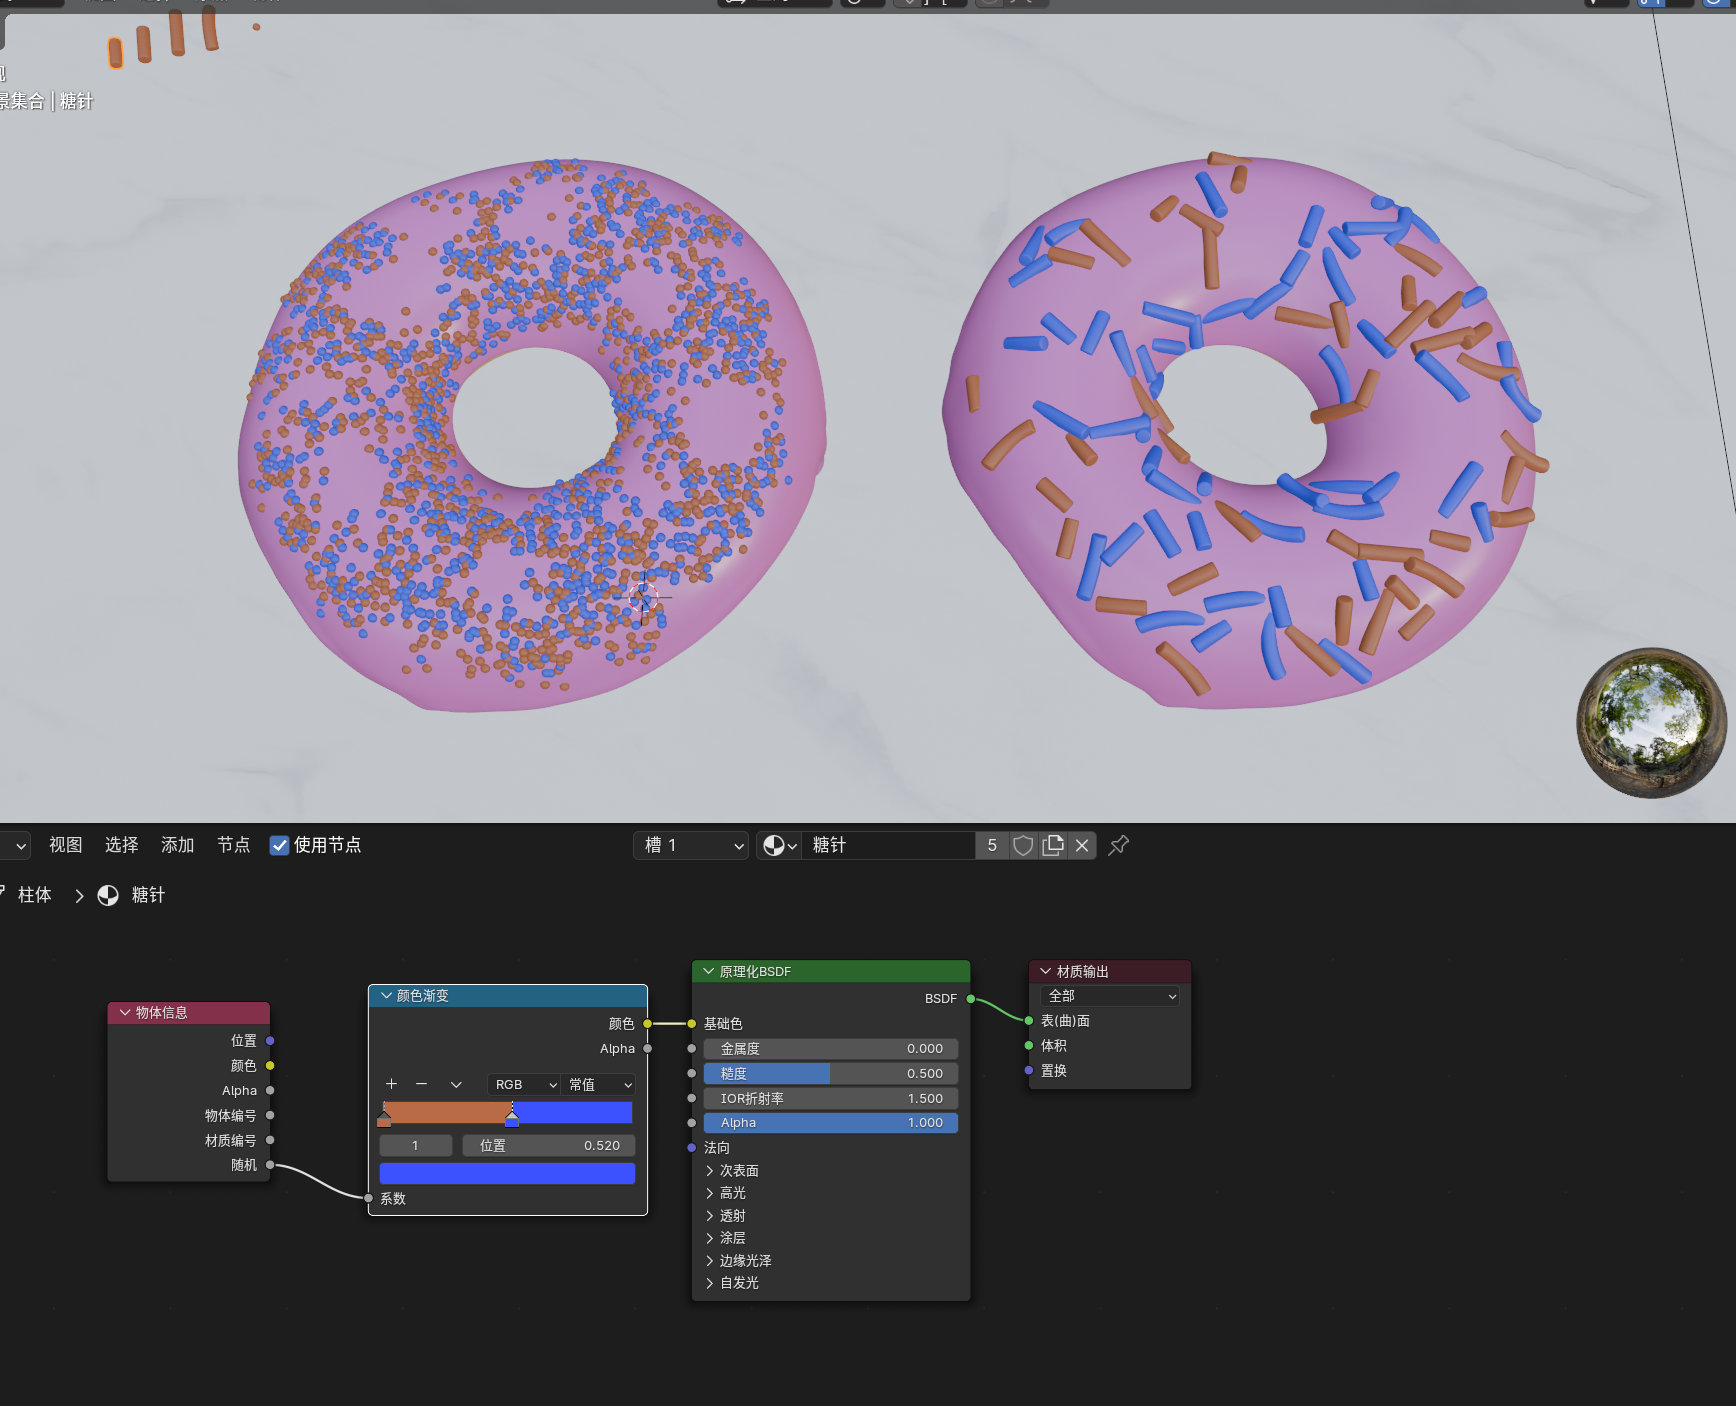 景集合 | 糖针
视图 选择 添加 节点 使用节点 槽 1 糖针 5
柱体 糖针
物体信息
位置
颜色
Alpha
物体编号
材质编号
随机
颜色渐变
颜色
Alpha
RGB 常值
1 位置 0.520
系数
原理化BSDF
BSDF
基础色
金属度 0.000
糙度 0.500
IOR折射率 1.500
Alpha 1.000
法向
次表面
高光
透射
涂层
边缘光泽
自发光
材质输出
全部
表(曲)面
体积
置换